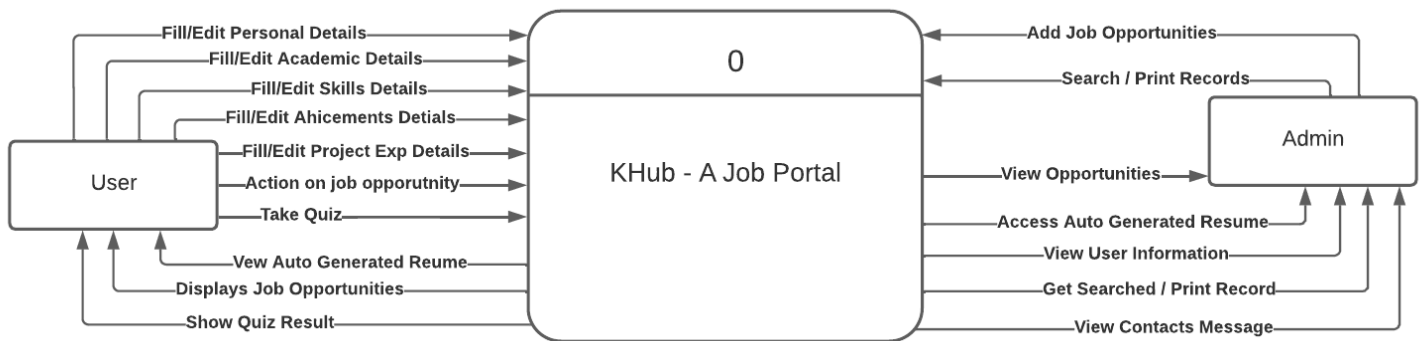 Fill/Edit Personal Details
Fill/Edit Academic Details
Fill/Edit Skills Details
Fill/Edit Ahicements Detials
Fill/Edit Project Exp Details
User
Action on job opporutnity
Take Quiz
Vew Auto Generated Reume
Displays Job Opportunities
Show Quiz Result
0
KHub - A Job Portal
Add Job Opportunities
Search / Print Records
Admin
View Opportunities
Access Auto Generated Resume
View User Information
Get Searched / Print Record
View Contacts Message